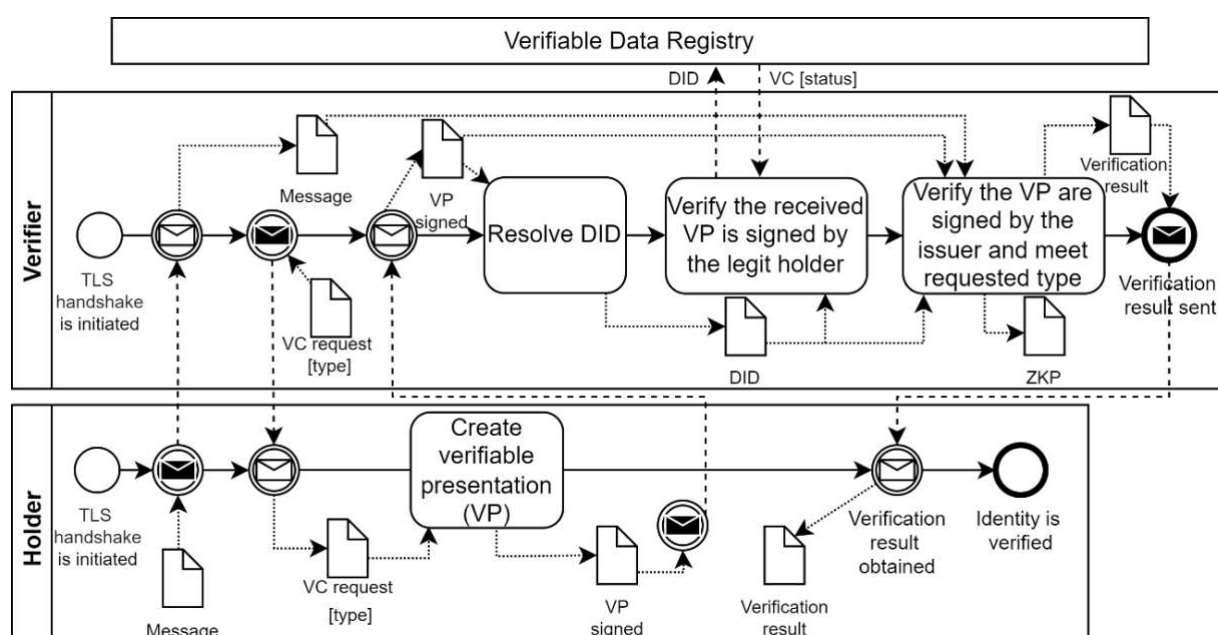 Verifiable Data Registry
DID
VC [status]
Verifier
Message
VP
signed
Verification
result
TLS
handshake
is initiated
VC request
[type]
Resolve DID
Verify the received
VP is signed by
the legit holder
Verify the VP are
signed by the
issuer and meet
requested type
Verification
result sent
DID
ZKP
Holder
TLS
handshake
is initiated
Message
VC request
[type]
Create
verifiable
presentation
(VP)
VP
signed
Verification
result
Verification
result
obtained
Identity is
verified